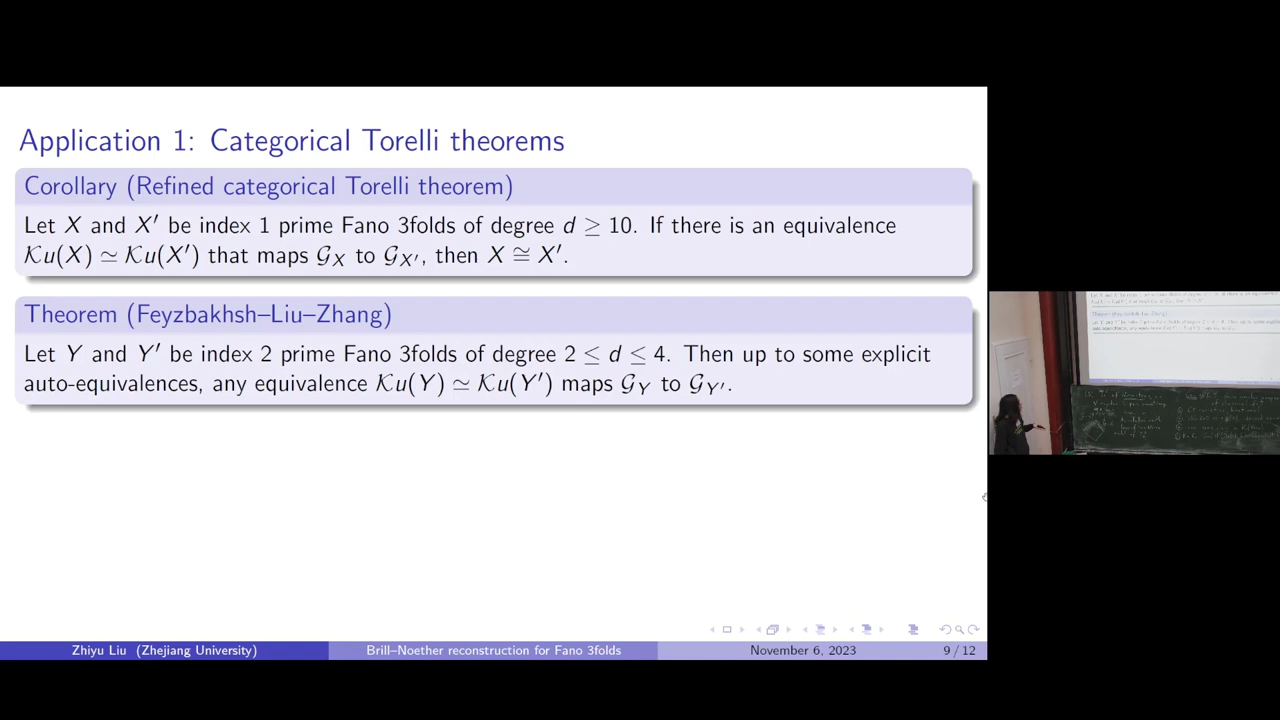 Application 1: Categorical Torelli theorems
Corollary (Refined categorical Torelli theorem)
Let X and X′ be index 1 prime Fano 3folds of degree d ≥ 10. If there is an equivalence
𝒦u(X) ≃ 𝒦u(X′) that maps 𝒢_X to 𝒢_X′, then X ≅ X′.
Theorem (Feyzbakhsh–Liu–Zhang)
Let Y and Y′ be index 2 prime Fano 3folds of degree 2 ≤ d ≤ 4. Then up to some explicit
auto-equivalences, any equivalence 𝒦u(Y) ≃ 𝒦u(Y′) maps 𝒢_Y to 𝒢_Y′.
Zhiyu Liu (Zhejiang University)
Brill–Noether reconstruction for Fano 3folds
November 6, 2023
9 / 12